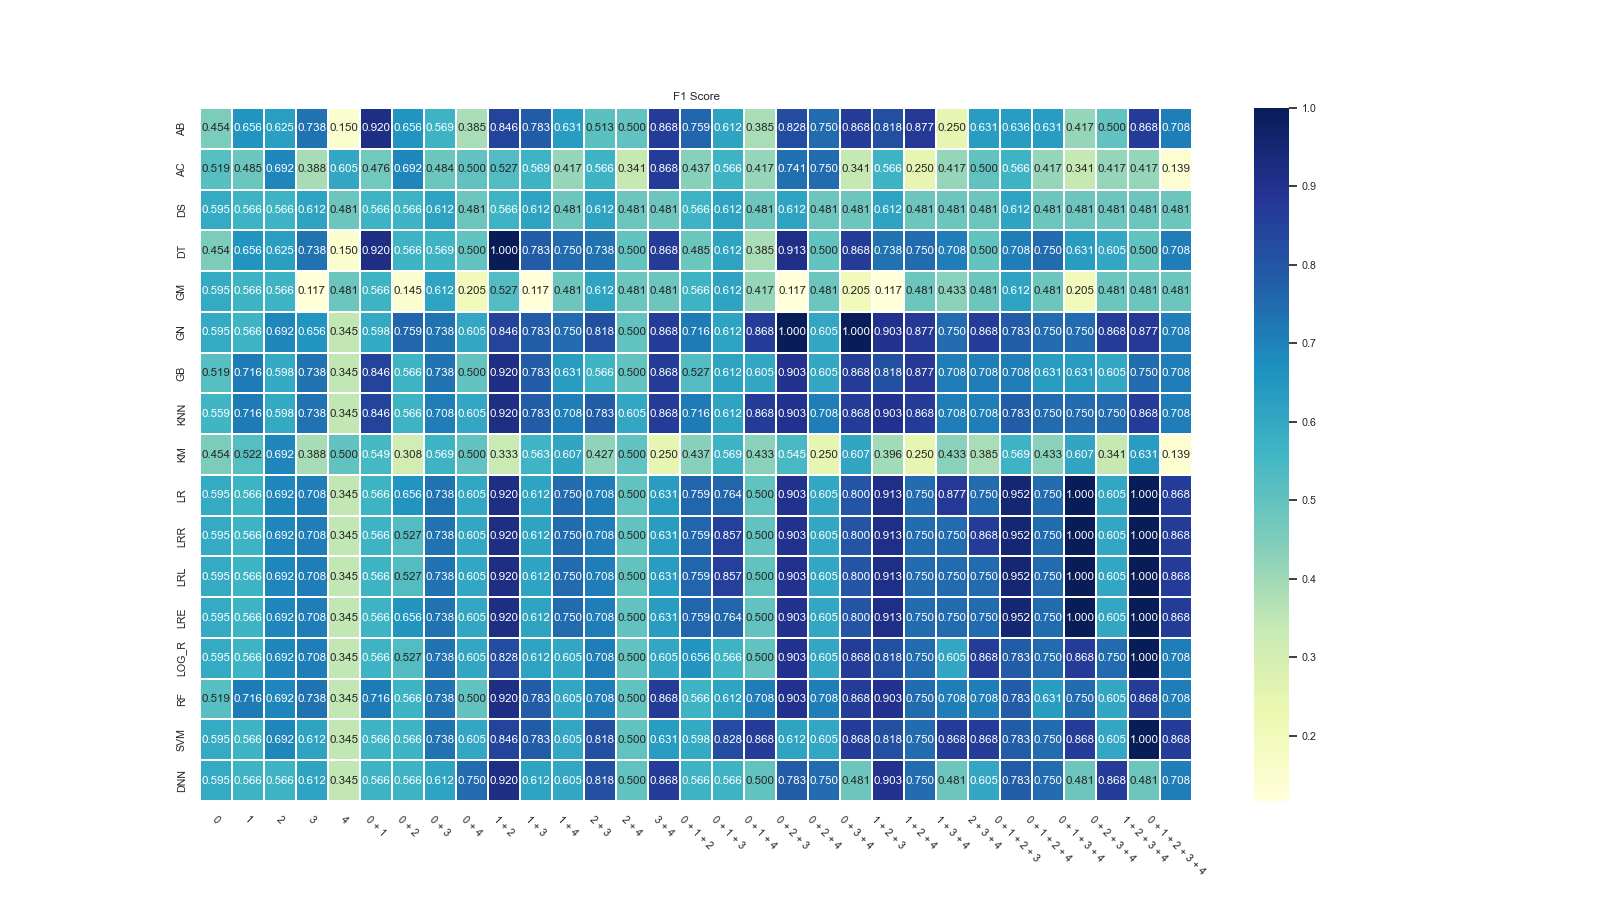 F1 Score
AB 0.454 0.656 0.625 0.738 0.150 0.920 0.656 0.569 0.385 0.846 0.783 0.631 0.513 0.500 0.868 0.759 0.612 0.385 0.828 0.750 0.868 0.818 0.877 0.250 0.631 0.636 0.631 0.417 0.500 0.868 0.708
AC 0.519 0.485 0.692 0.388 0.605 0.476 0.692 0.484 0.500 0.527 0.569 0.417 0.566 0.341 0.868 0.437 0.566 0.417 0.741 0.750 0.341 0.566 0.250 0.417 0.500 0.566 0.417 0.341 0.417 0.417 0.139
DS 0.595 0.566 0.566 0.612 0.481 0.566 0.566 0.612 0.481 0.566 0.612 0.481 0.612 0.481 0.481 0.566 0.612 0.481 0.612 0.481 0.481 0.612 0.481 0.481 0.481 0.612 0.481 0.481 0.481 0.481 0.481
DT 0.454 0.656 0.625 0.738 0.150 0.920 0.566 0.569 0.500 1.000 0.783 0.750 0.738 0.500 0.868 0.485 0.612 0.385 0.913 0.500 0.868 0.738 0.750 0.708 0.500 0.708 0.750 0.631 0.605 0.500 0.708
GM 0.595 0.566 0.566 0.117 0.481 0.566 0.145 0.612 0.205 0.527 0.117 0.481 0.612 0.481 0.481 0.566 0.612 0.417 0.117 0.481 0.205 0.117 0.481 0.433 0.481 0.612 0.481 0.205 0.481 0.481 0.481
GN 0.595 0.566 0.692 0.656 0.345 0.598 0.759 0.738 0.605 0.846 0.783 0.750 0.818 0.500 0.868 0.716 0.612 0.868 1.000 0.605 1.000 0.903 0.877 0.750 0.868 0.783 0.750 0.750 0.868 0.877 0.708
GB 0.519 0.716 0.598 0.738 0.345 0.846 0.566 0.738 0.500 0.920 0.783 0.631 0.566 0.500 0.868 0.527 0.612 0.605 0.903 0.605 0.868 0.818 0.877 0.708 0.708 0.708 0.631 0.631 0.605 0.750 0.708
KNN 0.559 0.716 0.598 0.738 0.345 0.846 0.566 0.708 0.605 0.920 0.783 0.708 0.783 0.605 0.868 0.716 0.612 0.868 0.903 0.708 0.868 0.903 0.868 0.708 0.708 0.783 0.750 0.750 0.750 0.868 0.708
KM 0.454 0.522 0.692 0.388 0.500 0.549 0.308 0.569 0.500 0.333 0.563 0.607 0.427 0.500 0.250 0.437 0.569 0.433 0.545 0.250 0.607 0.396 0.250 0.433 0.385 0.569 0.433 0.607 0.341 0.631 0.139
LR 0.595 0.566 0.692 0.708 0.345 0.566 0.656 0.738 0.605 0.920 0.612 0.750 0.708 0.500 0.631 0.759 0.764 0.500 0.903 0.605 0.800 0.913 0.750 0.877 0.750 0.952 0.750 1.000 0.605 1.000 0.868
LRR 0.595 0.566 0.692 0.708 0.345 0.566 0.527 0.738 0.605 0.920 0.612 0.750 0.708 0.500 0.631 0.759 0.857 0.500 0.903 0.605 0.800 0.913 0.750 0.750 0.868 0.952 0.750 1.000 0.605 1.000 0.868
LRL 0.595 0.566 0.692 0.708 0.345 0.566 0.527 0.738 0.605 0.920 0.612 0.750 0.708 0.500 0.631 0.759 0.857 0.500 0.903 0.605 0.800 0.913 0.750 0.750 0.750 0.952 0.750 1.000 0.605 1.000 0.868
LRE 0.595 0.566 0.692 0.708 0.345 0.566 0.656 0.738 0.605 0.920 0.612 0.750 0.708 0.500 0.631 0.759 0.764 0.500 0.903 0.605 0.800 0.913 0.750 0.750 0.750 0.952 0.750 1.000 0.605 1.000 0.868
LOG_R 0.595 0.566 0.692 0.708 0.345 0.566 0.527 0.738 0.605 0.828 0.612 0.605 0.708 0.500 0.605 0.656 0.566 0.500 0.903 0.605 0.868 0.818 0.750 0.605 0.868 0.783 0.750 0.868 0.750 1.000 0.708
RF 0.519 0.716 0.692 0.738 0.345 0.716 0.566 0.738 0.500 0.920 0.783 0.605 0.708 0.500 0.868 0.566 0.612 0.708 0.903 0.708 0.868 0.903 0.750 0.708 0.708 0.783 0.631 0.750 0.605 0.868 0.708
SVM 0.595 0.566 0.692 0.612 0.345 0.566 0.566 0.738 0.605 0.846 0.783 0.605 0.818 0.500 0.631 0.598 0.828 0.868 0.612 0.605 0.868 0.818 0.750 0.868 0.868 0.783 0.750 0.868 0.605 1.000 0.868
DNN 0.595 0.566 0.566 0.612 0.345 0.566 0.566 0.612 0.750 0.920 0.612 0.605 0.818 0.500 0.868 0.566 0.566 0.500 0.783 0.750 0.481 0.903 0.750 0.481 0.605 0.783 0.750 0.481 0.868 0.481 0.708
0 1 2 3 4 0 + 1 0 + 2 0 + 3 0 + 4 1 + 2 1 + 3 1 + 4 2 + 3 2 + 4 3 + 4 0 + 1 + 2 0 + 1 + 3 0 + 1 + 4 0 + 2 + 3 0 + 2 + 4 0 + 3 + 4 1 + 2 + 3 1 + 2 + 4 1 + 3 + 4 2 + 3 + 4 0 + 1 + 2 + 3 0 + 1 + 2 + 4 0 + 1 + 3 + 4 0 + 2 + 3 + 4 1 + 2 + 3 + 4 0 + 1 + 2 + 3 + 4
1.0
0.9
0.8
0.7
0.6
0.5
0.4
0.3
0.2